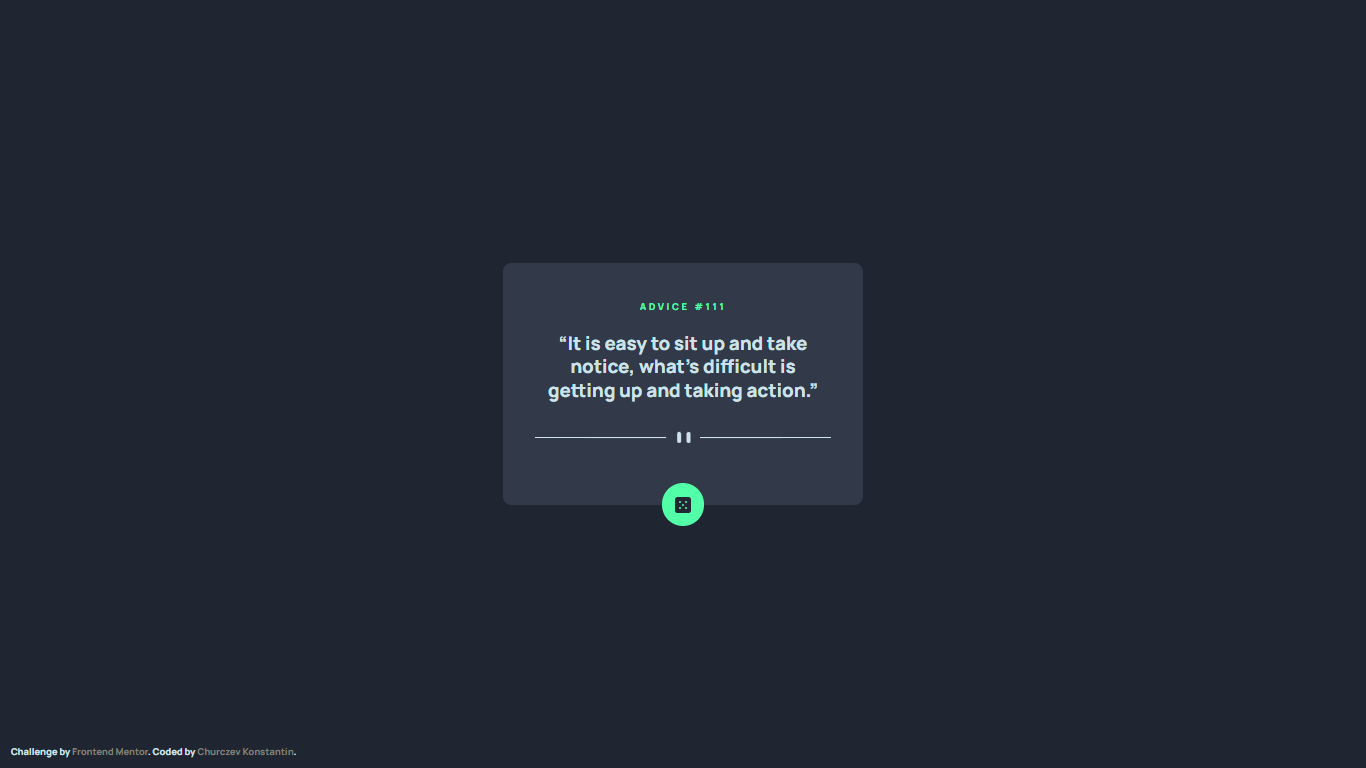 ADVICE #111
“It is easy to sit up and take
notice, what’s difficult is
getting up and taking action.”
Challenge by Frontend Mentor. Coded by Churczev Konstantin.